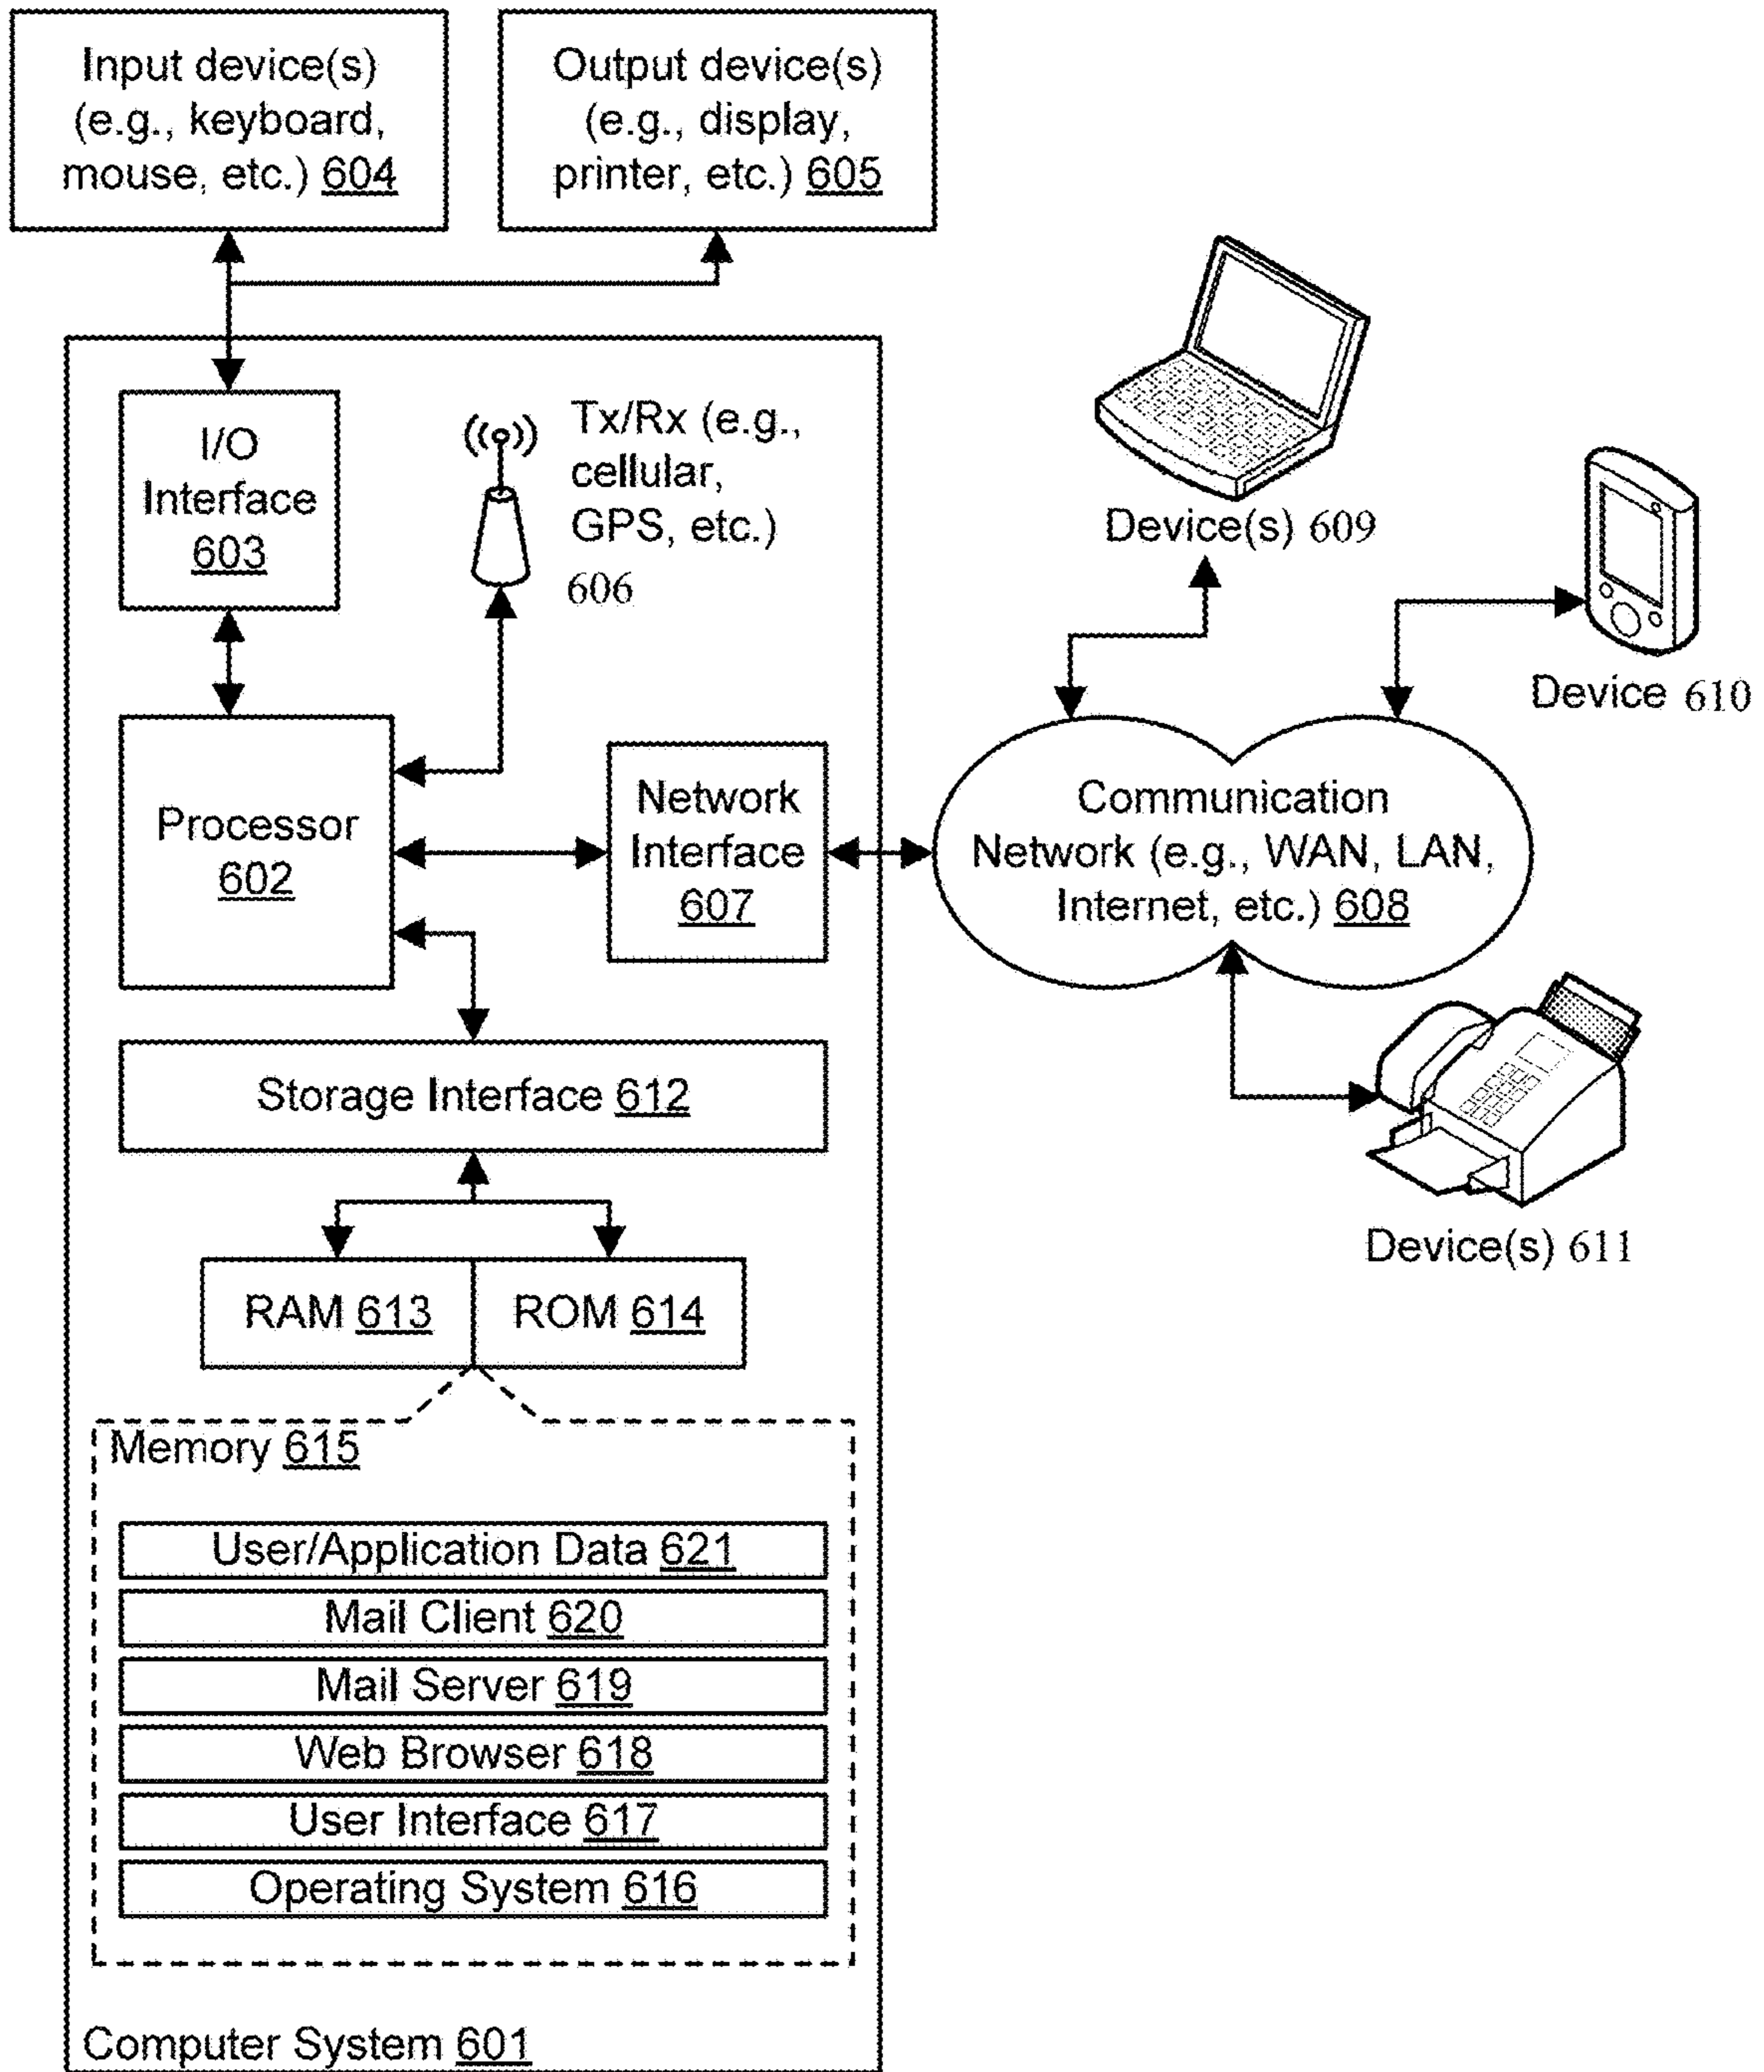 Input device(s)
(e.g., keyboard,
mouse, etc.) 604
Output device(s)
(e.g., display,
printer, etc.) 605
I/O
Interface
603
Tx/Rx (e.g.,
cellular,
GPS, etc.)
606
Device(s) 609
Device 610
Processor
602
Network
Interface
607
Communication
Network (e.g., WAN, LAN,
Internet, etc.) 608
Storage Interface 612
Device(s) 611
RAM 613
ROM 614
Memory 615
User/Application Data 621
Mail Client 620
Mail Server 619
Web Browser 618
User Interface 617
Operating System 616
Computer System 601